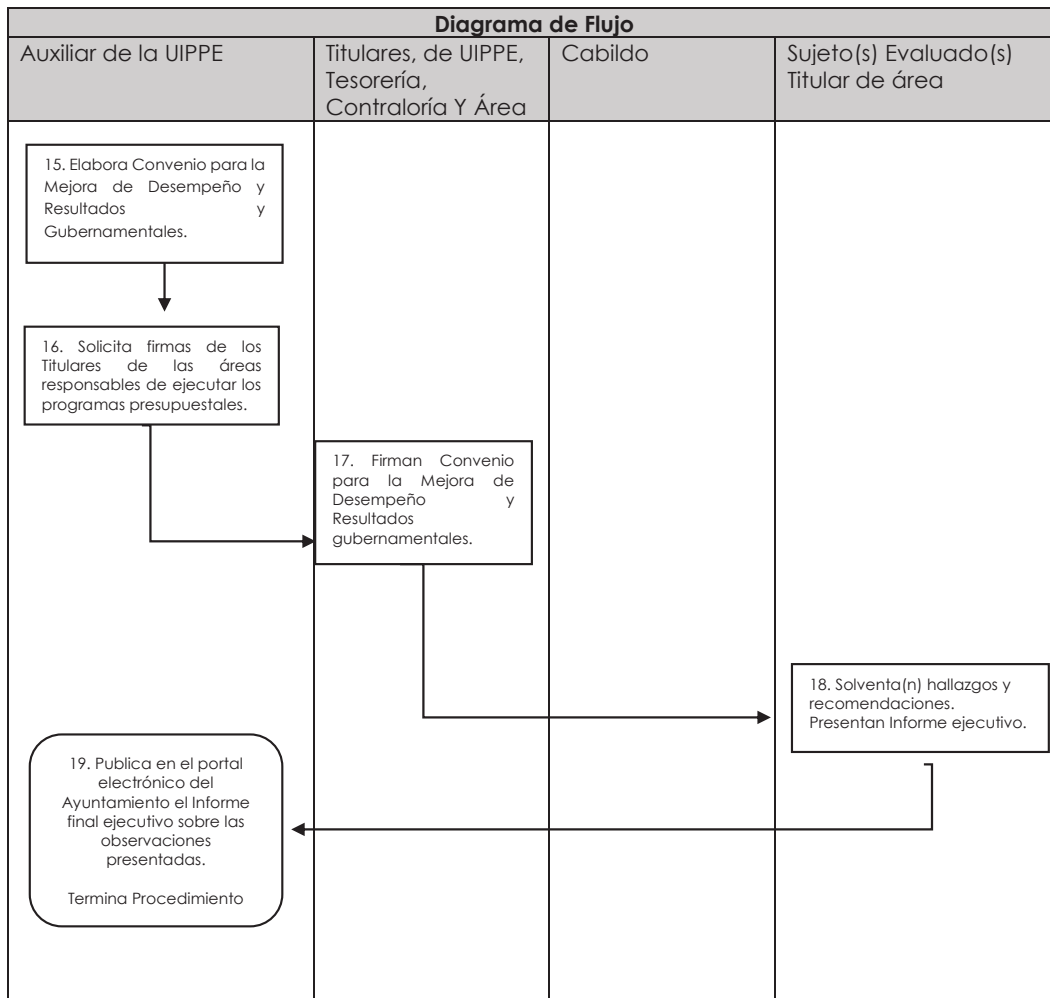 Diagrama de Flujo
Auxiliar de la UIPPE
Titulares, de UIPPE,
Tesorería,
Contraloría Y Área
Cabildo
Sujeto(s) Evaluado(s)
Titular de área
15. Elabora Convenio para la
Mejora de Desempeño y
Resultados y
Gubernamentales.
16. Solicita firmas de los
Titulares de las áreas
responsables de ejecutar los
programas presupuestales.
17. Firman Convenio
para la Mejora de
Desempeño y
Resultados
gubernamentales.
18. Solventa(n) hallazgos y
recomendaciones.
Presentan Informe ejecutivo.
19. Publica en el portal
electrónico del
Ayuntamiento el Informe
final ejecutivo sobre las
observaciones
presentadas.
Termina Procedimiento